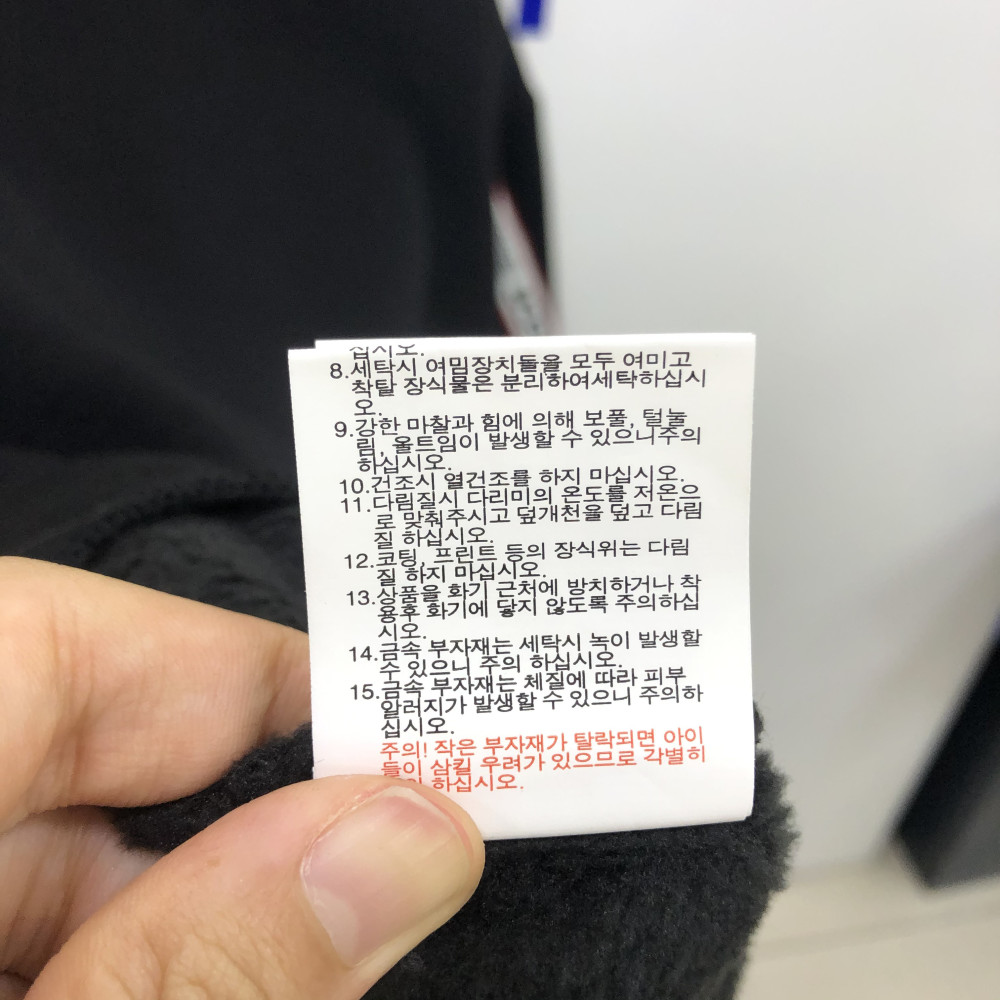 십시오.
8.세탁시 여밈장치들을 모두 여미고
착탈 장식물은 분리하여세탁하십시
오.
9.강한 마찰과 힘에 의해 보풀, 털눌
림, 올트임이 발생할 수 있으니주의
하십시오.
10.건조시 열건조를 하지 마십시오.
11.다림질시 다리미의 온도를 저온으
로 맞춰주시고 덮개천을 덮고 다림
질 하십시오.
12.코팅, 프린트 등의 장식위는 다림
질 하지 마십시오.
13.상품을 화기 근처에 방치하거나 착
용후 화기에 닿지 않도록 주의하십
시오.
14.금속 부자재는 세탁시 녹이 발생할
수 있으니 주의 하십시오.
15.금속 부자재는 체질에 따라 피부
알러지가 발생할 수 있으니 주의하
십시오.
주의! 작은 부자재가 탈락되면 아이
들이 삼킬 우려가 있으므로 각별히
하십시오.